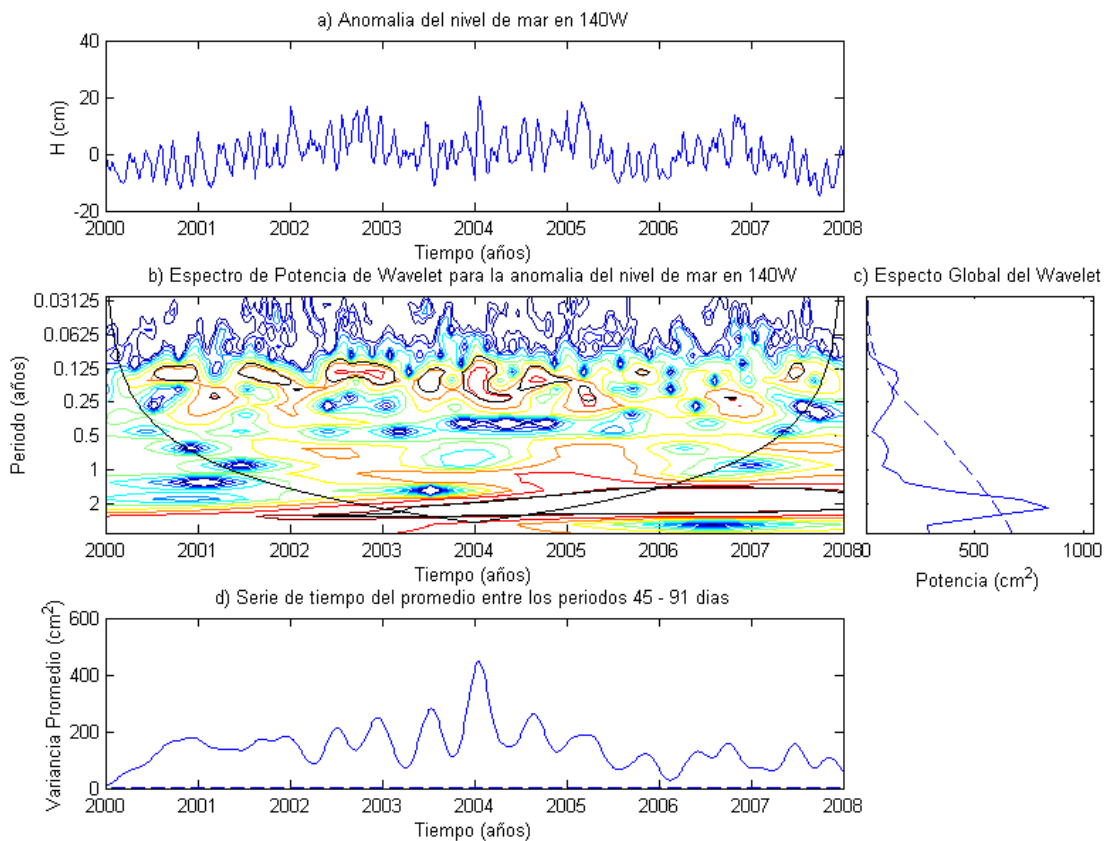 a) Anomalia del nivel de mar en 140W
H (cm)
40
20
0
-20
2000 2001 2002 2003 2004 2005 2006 2007 2008
Tiempo (años)
b) Espectro de Potencia de Wavelet para la anomalia del nivel de mar en 140W
Periodo (años)
0.03125
0.0625
0.125
0.25
0.5
1
2
2000 2001 2002 2003 2004 2005 2006 2007 2008
Tiempo (años)
c) Especto Global del Wavelet
0 500 1000
Potencia (cm2)
d) Serie de tiempo del promedio entre los periodos 45 - 91 dias
Variancia Promedio (cm2)
600
400
200
0
2000 2001 2002 2003 2004 2005 2006 2007 2008
Tiempo (años)